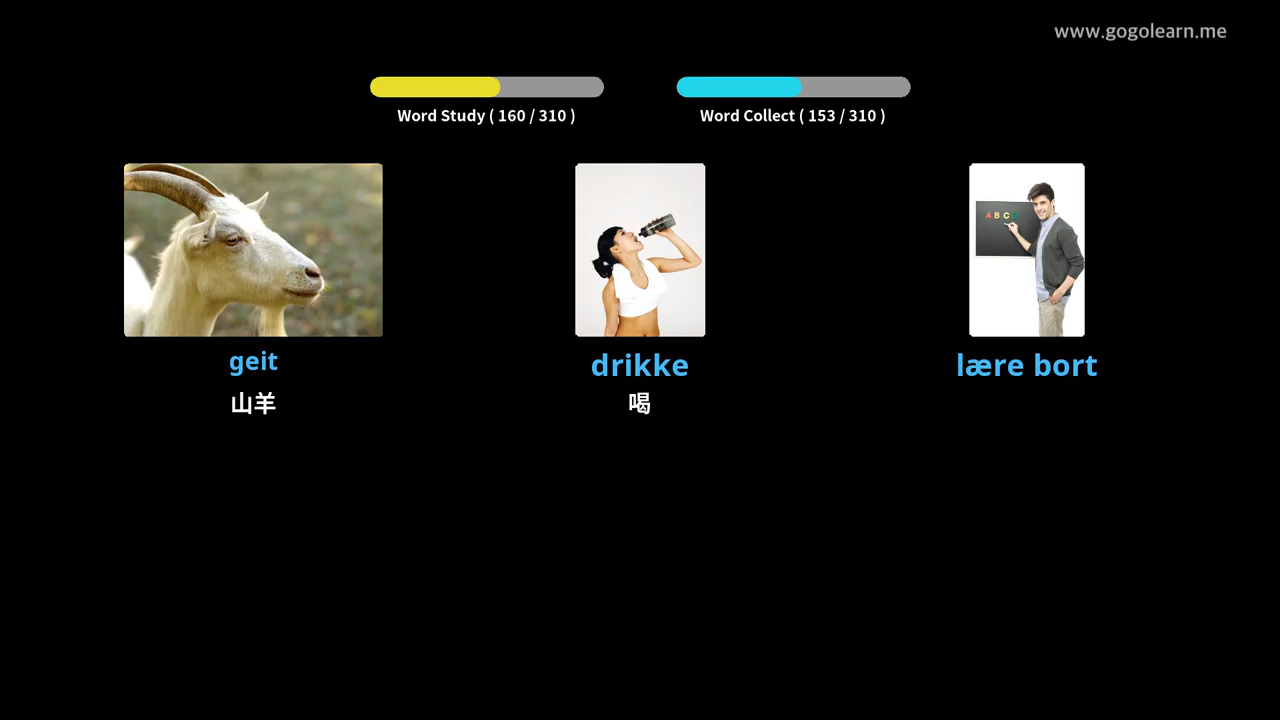 www.gogolearn.me
Word Study ( 160 / 310 )
Word Collect ( 153 / 310 )
A B C D
geit
drikke
lære bort
山羊
喝